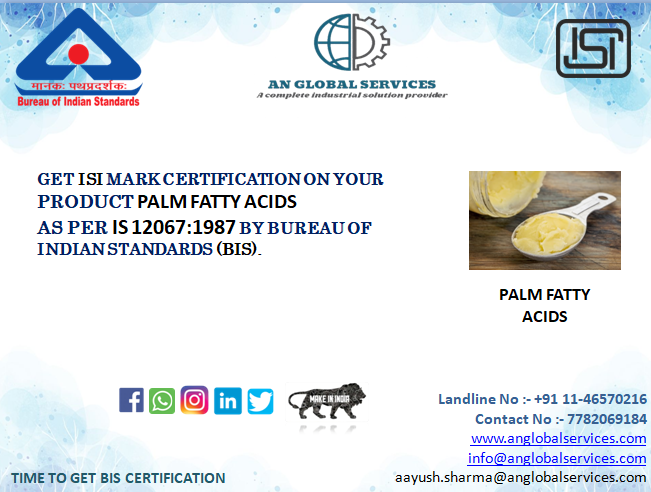 मानकः पथप्रदर्शकः
Bureau of Indian Standards
AN GLOBAL SERVICES
A complete industrial solution provider
ISI
GET ISI MARK CERTIFICATION ON YOUR
PRODUCT PALM FATTY ACIDS
AS PER IS 12067:1987 BY BUREAU OF
INDIAN STANDARDS (BIS).
PALM FATTY
ACIDS
MAKE IN INDIA
Landline No :- +91 11-46570216
Contact No :- 7782069184
www.anglobalservices.com
info@anglobalservices.com
aayush.sharma@anglobalservices.com
TIME TO GET BIS CERTIFICATION